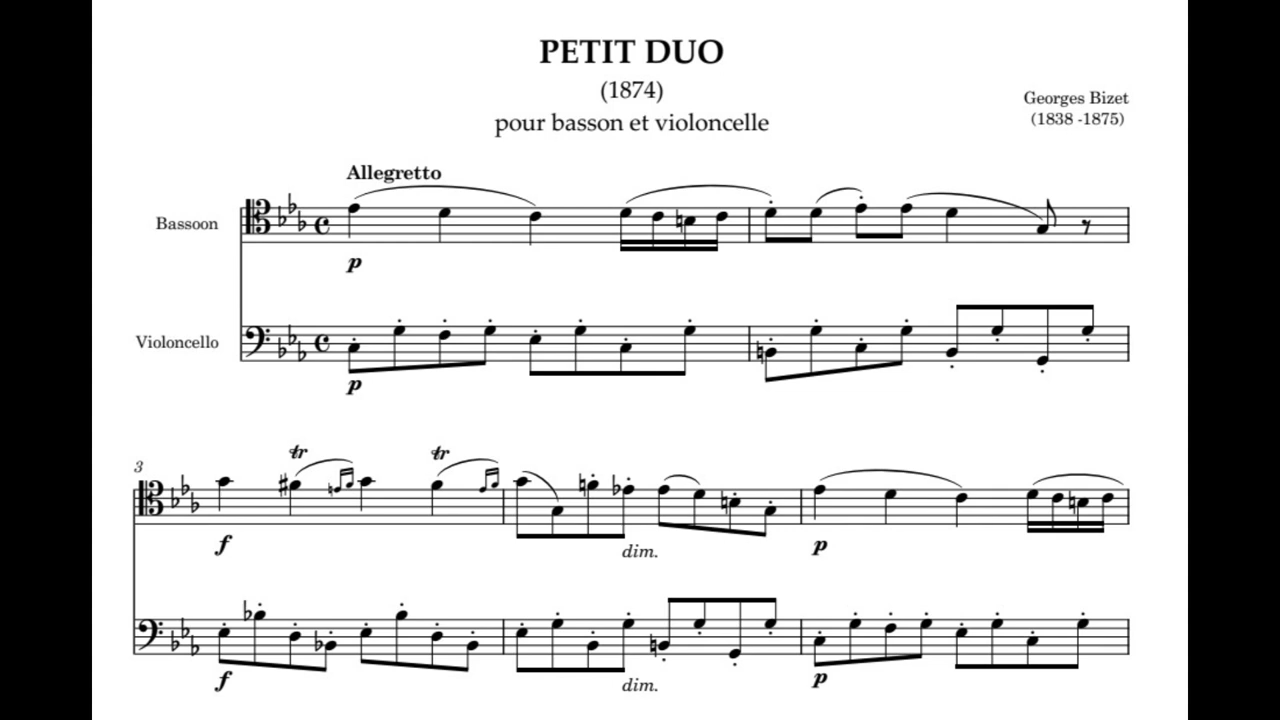 PETIT DUO
(1874)
pour basson et violoncelle
Georges Bizet
(1838 -1875)
Allegretto
Bassoon
p
Violoncello
p
3
tr tr
f dim. p
f dim. p